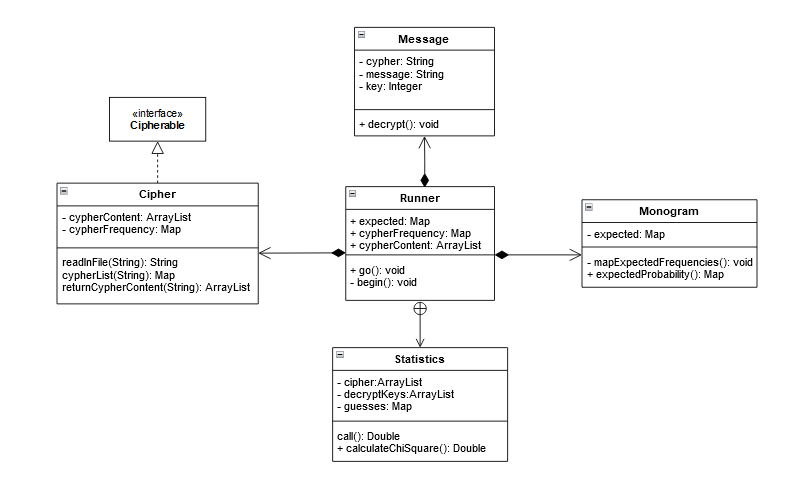 Message
- cypher: String
- message: String
- key: Integer
+ decrypt(): void
«interface»
Cipherable
Cipher
- cypherContent: ArrayList
- cypherFrequency: Map
readInFile(String): String
cypherList(String): Map
returnCypherContent(String): ArrayList
Runner
+ expected: Map
+ cypherFrequency: Map
+ cypherContent: ArrayList
+ go(): void
- begin(): void
Monogram
- expected: Map
- mapExpectedFrequencies(): void
+ expectedProbability(): Map
Statistics
- cipher:ArrayList
- decryptKeys:ArrayList
- guesses: Map
call(): Double
+ calculateChiSquare(): Double